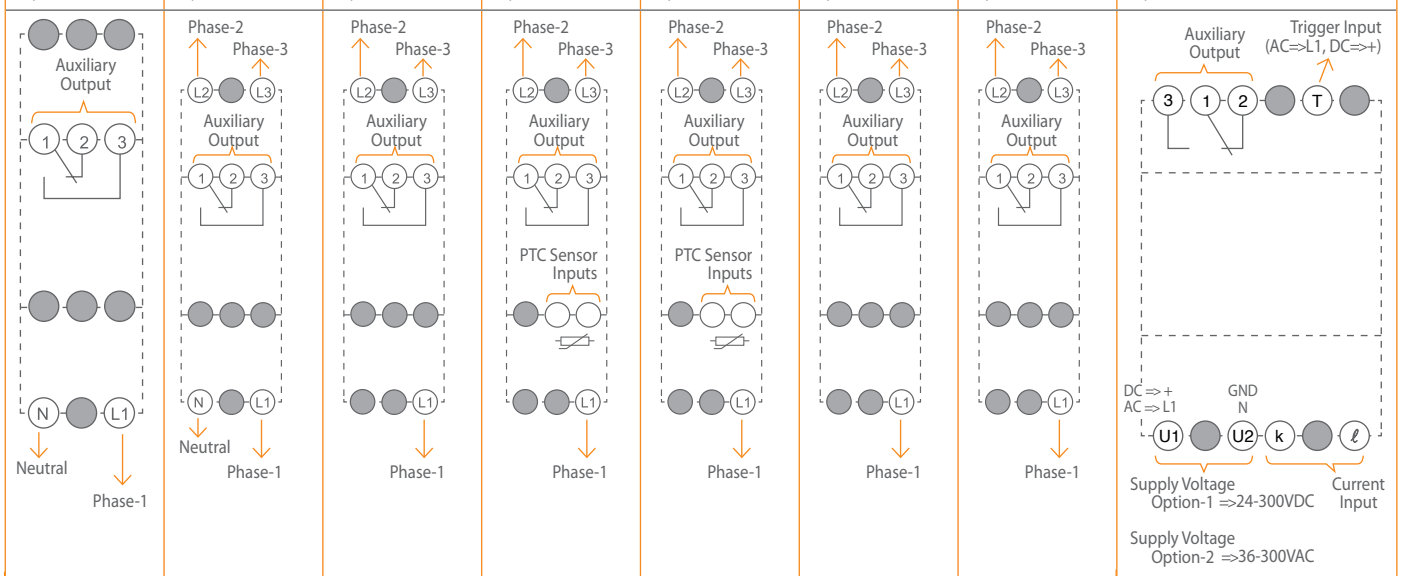 Auxiliary
Output
1 2 3
N L1
Neutral
Phase-1
Phase-2
Phase-3
L2 L3
Auxiliary
Output
1 2 3
N L1
Neutral
Phase-1
Phase-2
Phase-3
L2 L3
Auxiliary
Output
1 2 3
L1
Phase-1
Phase-2
Phase-3
L2 L3
Auxiliary
Output
1 2 3
PTC Sensor
Inputs
L1
Phase-1
Phase-2
Phase-3
L2 L3
Auxiliary
Output
1 2 3
PTC Sensor
Inputs
L1
Phase-1
Phase-2
Phase-3
L2 L3
Auxiliary
Output
1 2 3
L1
Phase-1
Phase-2
Phase-3
L2 L3
Auxiliary
Output
1 2 3
L1
Phase-1
Auxiliary
Output
Trigger Input
(AC=>L1, DC=>+)
3 1 2 T
DC => +
AC => L1
GND
N
U1 U2 k ℓ
Supply Voltage
Option-1 =>24-300VDC
Current
Input
Supply Voltage
Option-2 =>36-300VAC